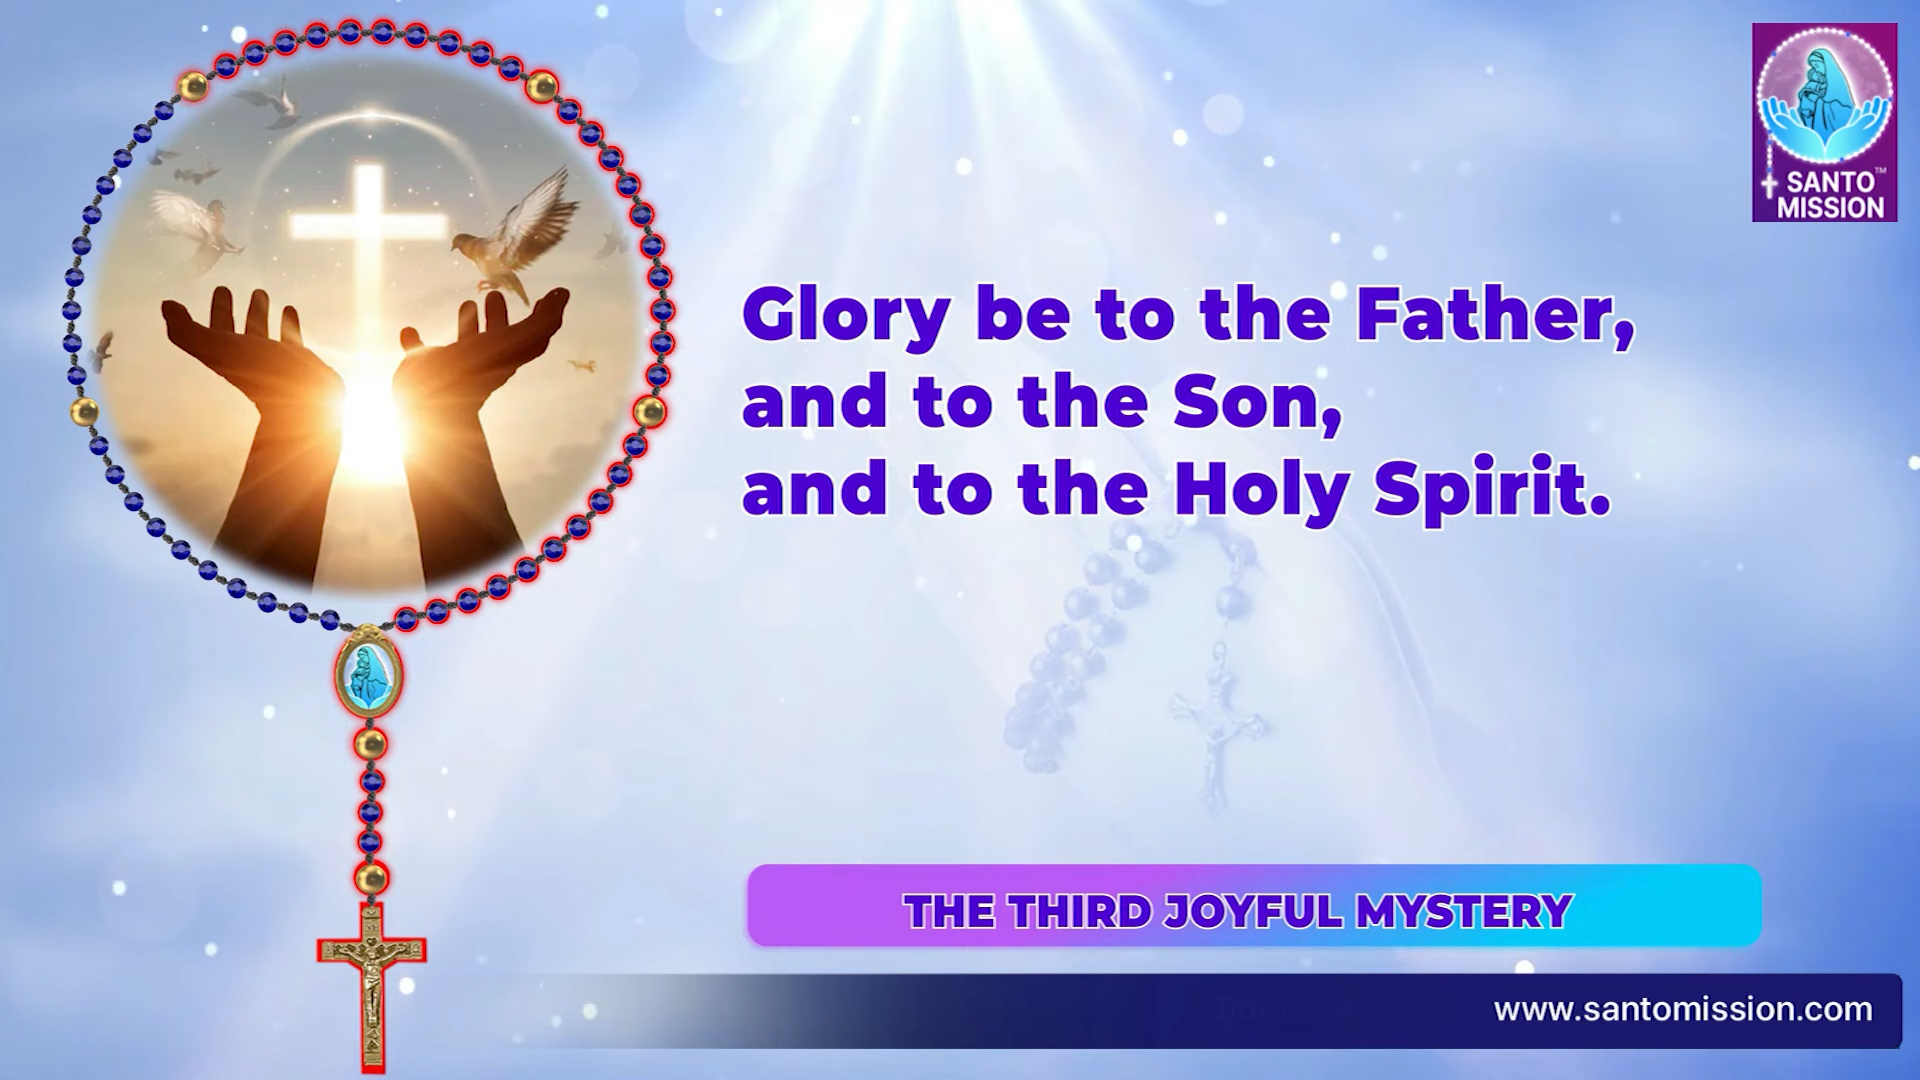 SANTO™
MISSION
Glory be to the Father,
and to the Son,
and to the Holy Spirit.
THE THIRD JOYFUL MYSTERY
www.santomission.com